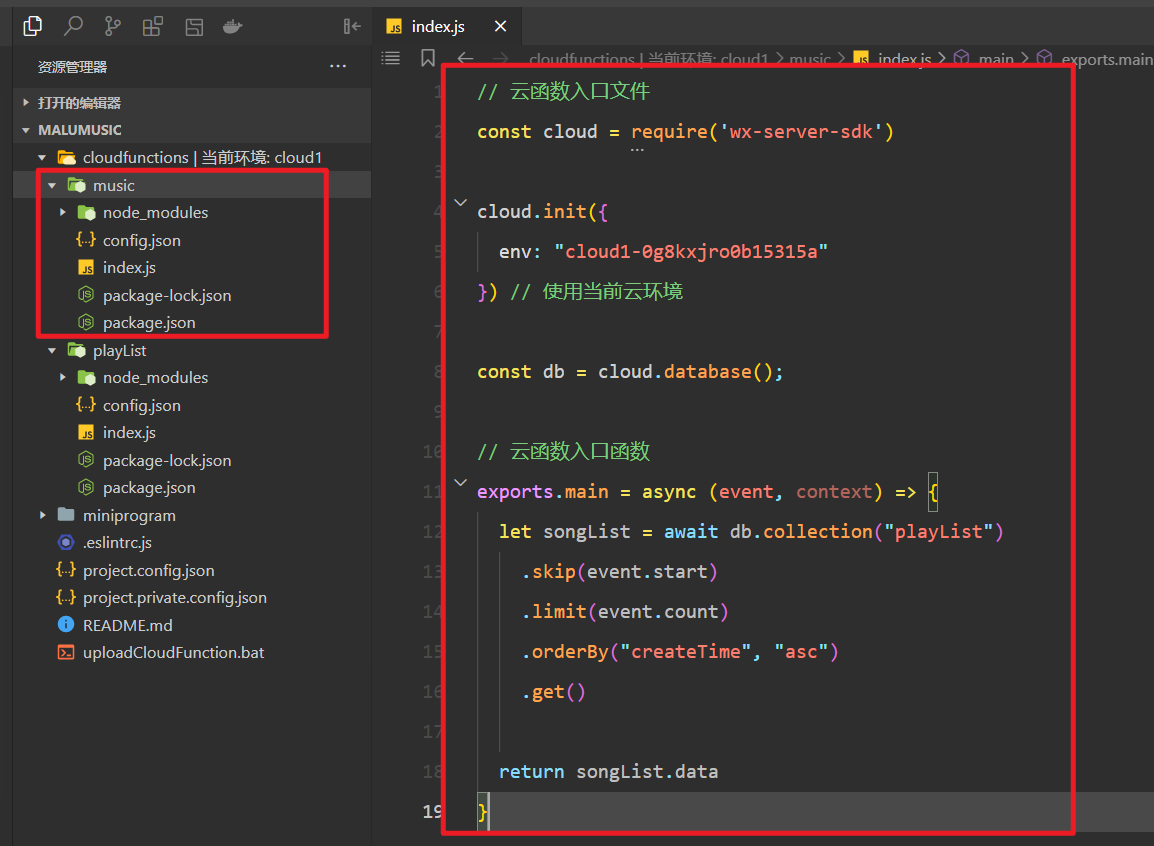 index.js
资源管理器
打开的编辑器
MALUMUSIC
cloudfunctions | 当前环境: cloud1
music
node_modules
config.json
index.js
package-lock.json
package.json
playList
node_modules
config.json
index.js
package-lock.json
package.json
miniprogram
.eslintrc.js
project.config.json
project.private.config.json
README.md
uploadCloudFunction.bat
cloudfunctions | 当前环境: cloud1 > music > index.js > main > exports.main
1 // 云函数入口文件
2 const cloud = require('wx-server-sdk')
3
4 cloud.init({
5 env: "cloud1-0g8kxjro0b15315a"
6 }) // 使用当前云环境
7
8 const db = cloud.database();
9
10 // 云函数入口函数
11 exports.main = async (event, context) => {
12 let songList = await db.collection("playList")
13 .skip(event.start)
14 .limit(event.count)
15 .orderBy("createTime", "asc")
16 .get()
17
18 return songList.data
19 }